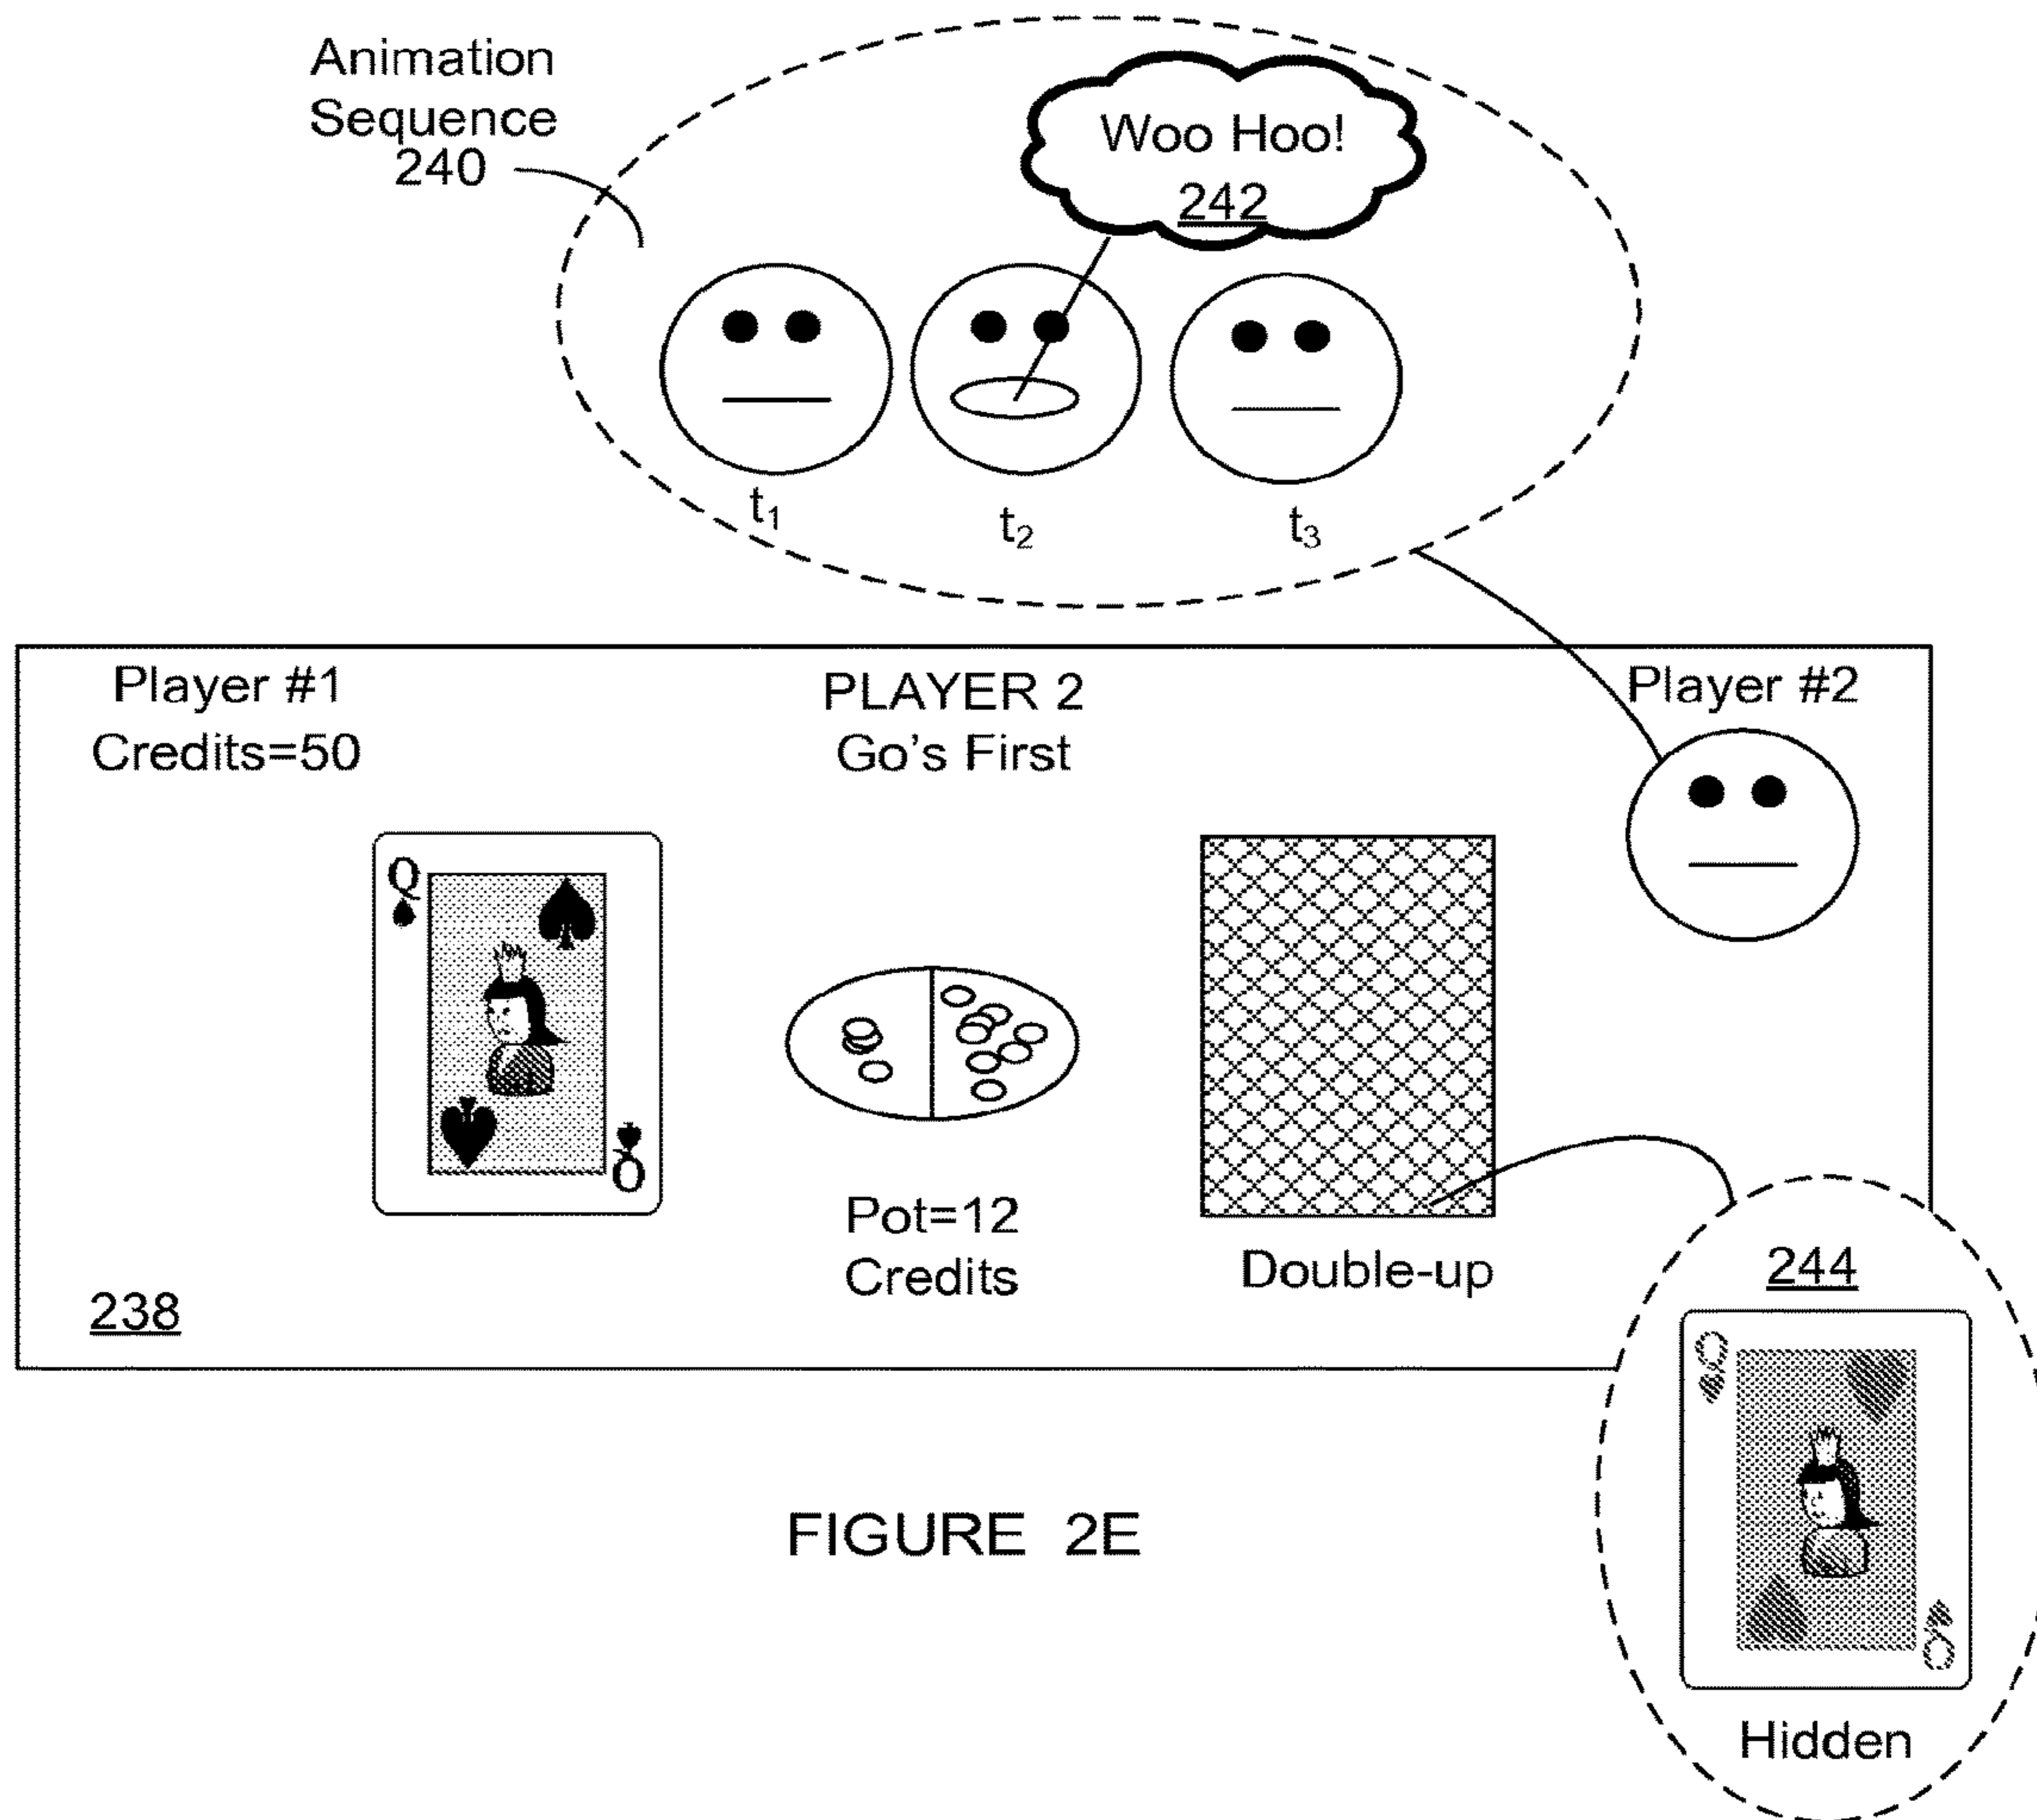 Animation
Sequence
240
Woo Hoo!
242
t1
t2
t3
Player #1
Credits=50
PLAYER 2
Go's First
Player #2
Q
Q
Pot=12
Credits
Double-up
238
244
Q
Q
Hidden
FIGURE 2E